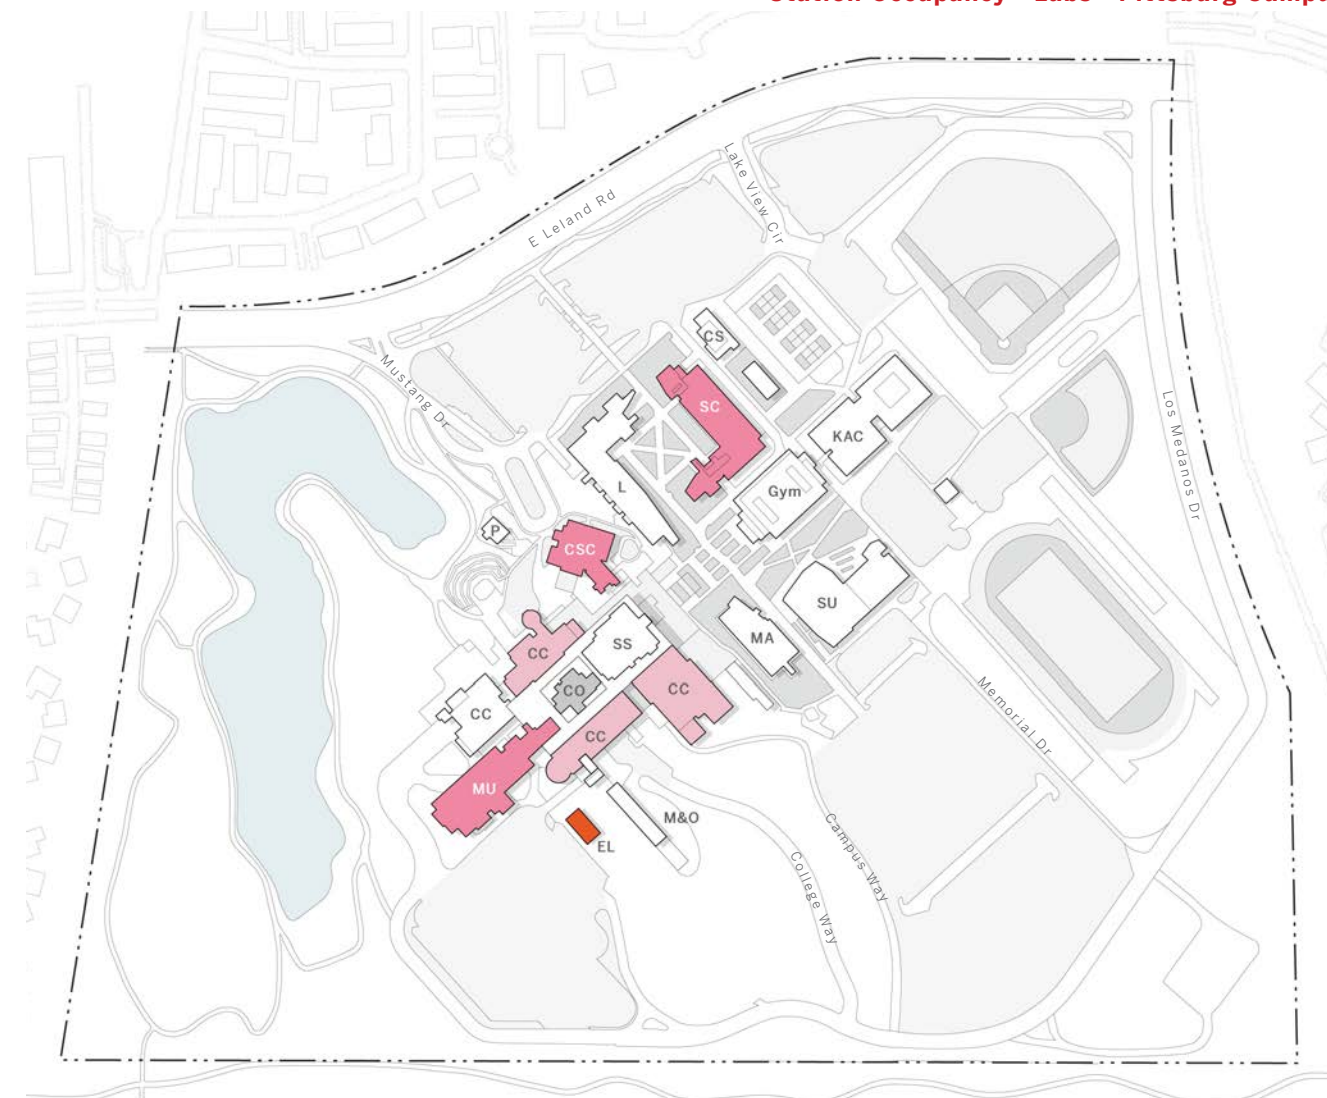 Station Occupancy - Labs - Pittsburg
Lake View Cir
E Leland Rd
CS
Mustang Dr
SC
Los Medanos Dr
KAC
L
Gym
P
CSC
SU
MA
SS
CC
CO
CC
CC
Memorial Dr
CC
MU
M&O
EL
Campus Way
College Way